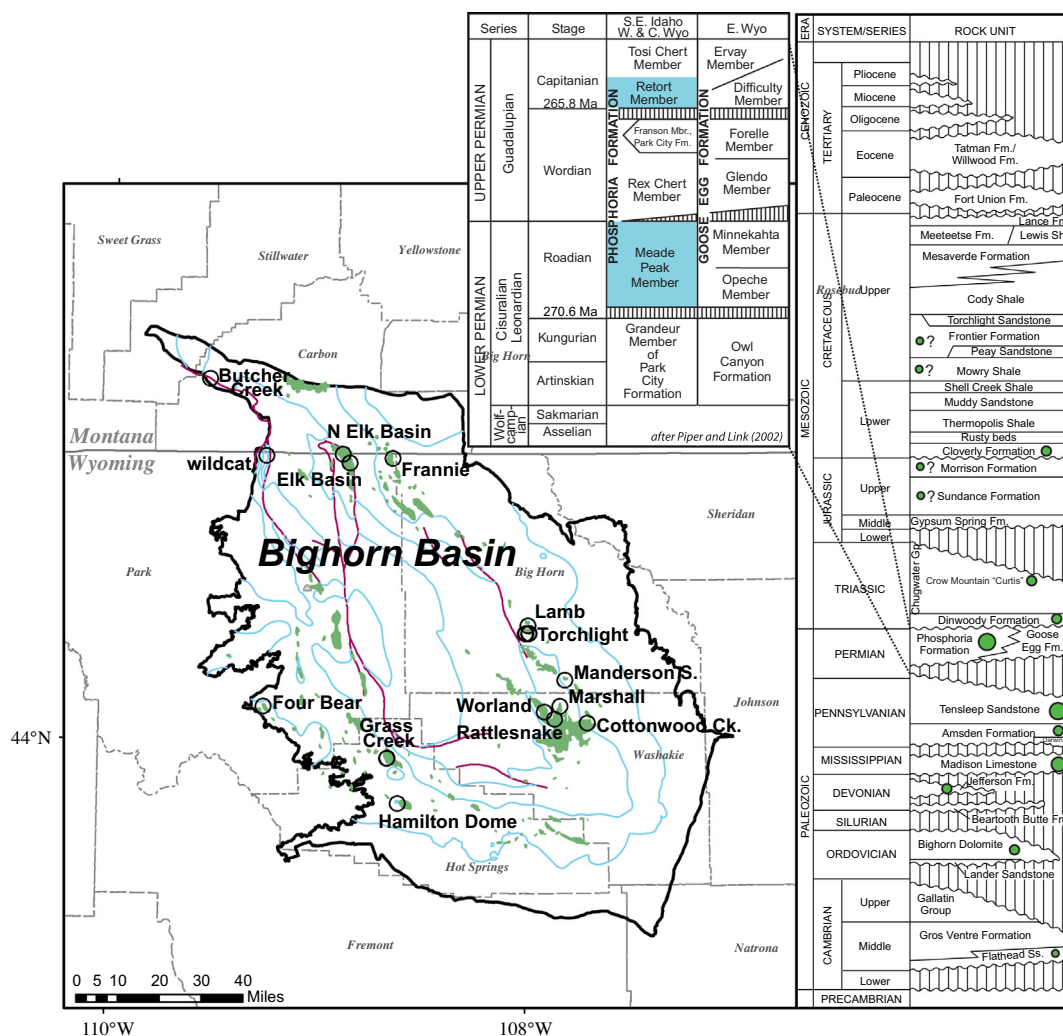 Series
Stage
S.E. Idaho
W. & C. Wyo
E. Wyo
UPPER PERMIAN
Guadalupian
Capitanian
265.8 Ma
Wordian
PHOSPHORIA FORMATION
Tosi Chert
Member
Retort
Member
Franson Mbr.,
Park City Fm.
Rex Chert
Member
GOOSE EGG FORMATION
Ervay
Member
Difficulty
Member
Forelle
Member
Glendo
Member
LOWER PERMIAN
Cisuralian
Leonardian
Roadian
270.6 Ma
Meade
Peak
Member
Minnekahta
Member
Opeche
Member
Kungurian
Artinskian
Grandeur
Member
of
Park
City
Formation
Owl
Canyon
Formation
Wolf-
camp-
ian
Sakmarian
Asselian
after Piper and Link (2002)
ERA
SYSTEM/SERIES
ROCK UNIT
CENOZOIC
TERTIARY
Pliocene
Miocene
Oligocene
Eocene
Tatman Fm./
Willwood Fm.
Paleocene
Fort Union Fm.
MESOZOIC
CRETACEOUS
Upper
Lance Fm
Meeteetse Fm.
Lewis Sh
Mesaverde Formation
Cody Shale
Torchlight Sandstone
? Frontier Formation
Peay Sandstone
? Mowry Shale
Lower
Shell Creek Shale
Muddy Sandstone
Thermopolis Shale
Rusty beds
Cloverly Formation
JURASSIC
Upper
? Morrison Formation
? Sundance Formation
Middle
Gypsum Spring Fm.
Lower
TRIASSIC
Chugwater Gp.
Crow Mountain "Curtis"
Dinwoody Formation
PALEOZOIC
PERMIAN
Phosphoria
Formation
Goose
Egg Fm.
PENNSYLVANIAN
Tensleep Sandstone
Amsden Formation
Darwin
MISSISSIPPIAN
Madison Limestone
DEVONIAN
Jefferson Fm.
SILURIAN
Beartooth Butte Fm
ORDOVICIAN
Bighorn Dolomite
Lander Sandstone
CAMBRIAN
Upper
Gallatin
Group
Middle
Gros Ventre Formation
Flathead Ss.
Lower
PRECAMBRIAN
Sweet Grass
Stillwater
Yellowstone
Rosebud
Big Horn
Carbon
Butcher
Creek
Montana
Wyoming
N Elk Basin
wildcat
Elk Basin
Frannie
Sheridan
Park
Bighorn Basin
Big Horn
Lamb
Torchlight
Manderson S.
Marshall
Four Bear
Worland
Johnson
Grass
Creek
Rattlesnake
Cottonwood Ck.
44°N
Washakie
Hamilton Dome
Hot Springs
Fremont
Natrona
0 5 10 20 30 40
Miles
110°W
108°W